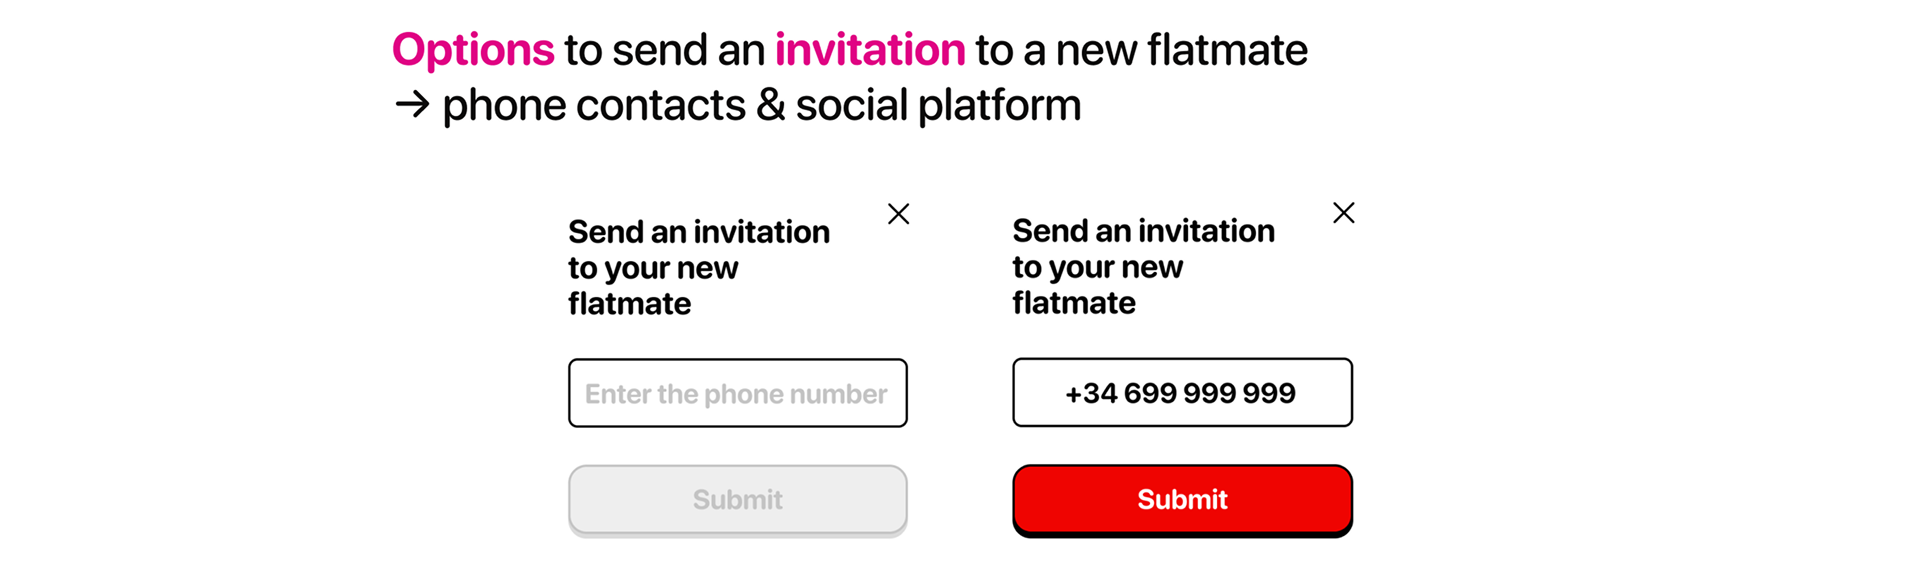 Options to send an invitation to a new flatmate
→ phone contacts & social platform
Send an invitation
to your new
flatmate
Enter the phone number
Submit
Send an invitation
to your new
flatmate
+34 699 999 999
Submit